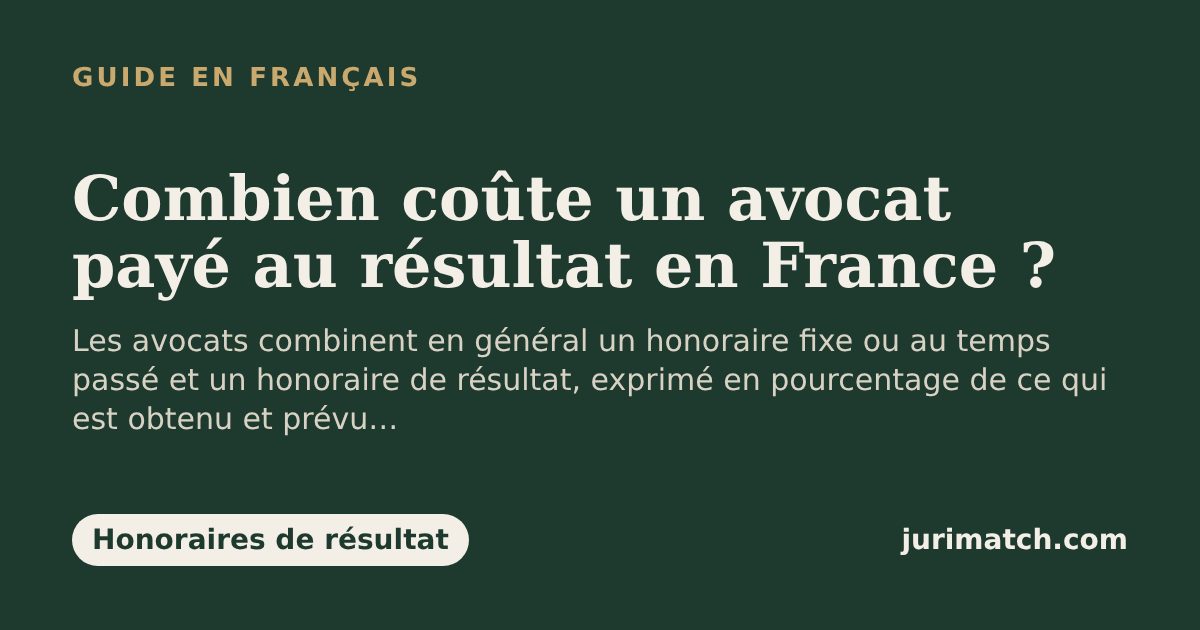 GUIDE EN FRANÇAIS
Combien coûte un avocat
payé au résultat en France ?
Les avocats combinent en général un honoraire fixe ou au temps
passé et un honoraire de résultat, exprimé en pourcentage de ce qui
est obtenu et prévu…
Honoraires de résultat
jurimatch.com